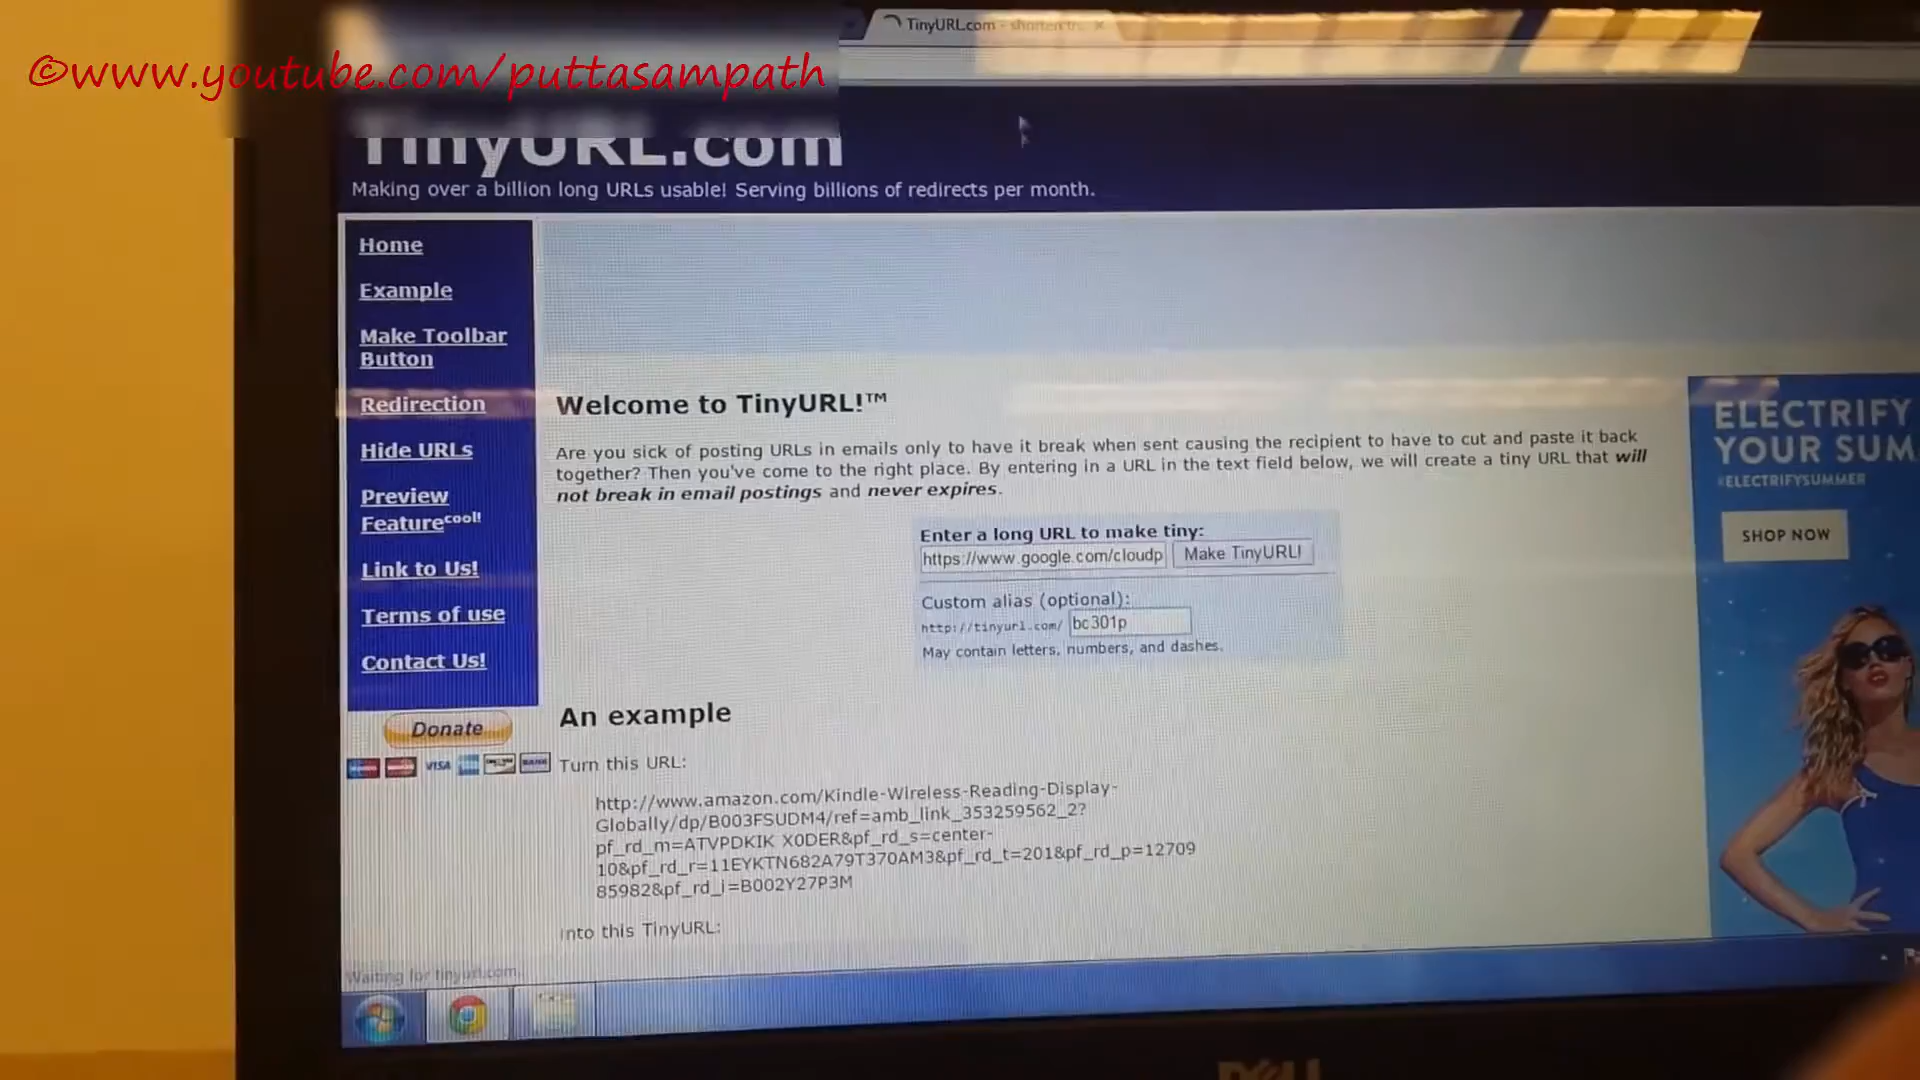 TinyURL.com - shorten
©www.youtube.com/puttasampath
TinyURL.com
Making over a billion long URLs usable! Serving billions of redirects per month.
Home
Example
Make Toolbar
Button
Redirection
Hide URLs
Preview
Featurecool!
Link to Us!
Terms of use
Contact Us!
Donate
VISA
Welcome to TinyURL!™
Are you sick of posting URLs in emails only to have it break when sent causing the recipient to have to cut and paste it back
together? Then you've come to the right place. By entering in a URL in the text field below, we will create a tiny URL that will
not break in email postings and never expires.
Enter a long URL to make tiny:
https://www.google.com/cloudp
Make TinyURL!
Custom alias (optional):
http://tinyurl.com/ bc301p
May contain letters, numbers, and dashes.
An example
Turn this URL:
http://www.amazon.com/Kindle-Wireless-Reading-Display-
Globally/dp/B003FSUDM4/ref=amb_link_353259562_2?
pf_rd_m=ATVPDKIK X0DER&pf_rd_s=center-
10&pf_rd_r=11EYKTN682A79T370AM3&pf_rd_t=201&pf_rd_p=12709
85982&pf_rd_i=B002Y27P3M
Into this TinyURL:
ELECTRIFY
YOUR SUM
#ELECTRIFYSUMMER
SHOP NOW
Waiting for tinyurl.com
DELL